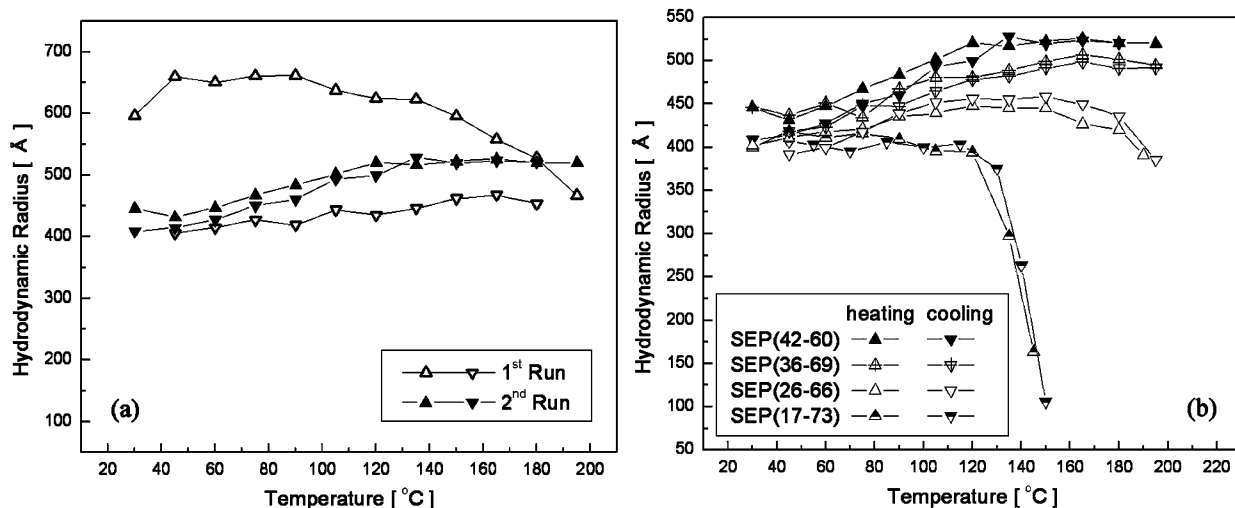 Hydrodynamic Radius [ Å ]
700
600
500
400
300
200
100
(a)
1st Run
2nd Run
20 40 60 80 100 120 140 160 180 200
Temperature [ °C ]
Hydrodynamic Radius [ Å ]
550
500
450
400
350
300
250
200
150
100
50
heating cooling
SEP(42-60)
SEP(36-69)
SEP(26-66)
SEP(17-73)
(b)
20 40 60 80 100 120 140 160 180 200 220
Temperature [ °C ]